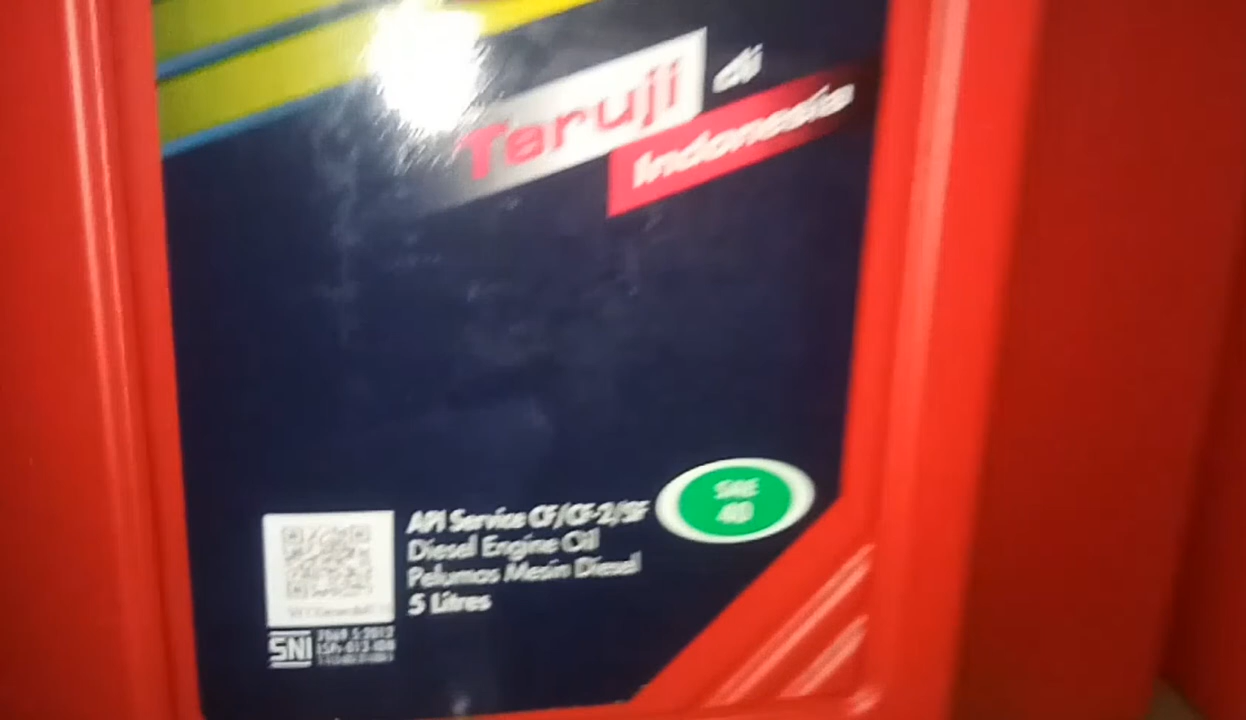 Teruji di
Indonesia
SAE
40
API Service CF/CF-2/SF
Diesel Engine Oil
Pelumas Mesin Diesel
5 Litres
SNI